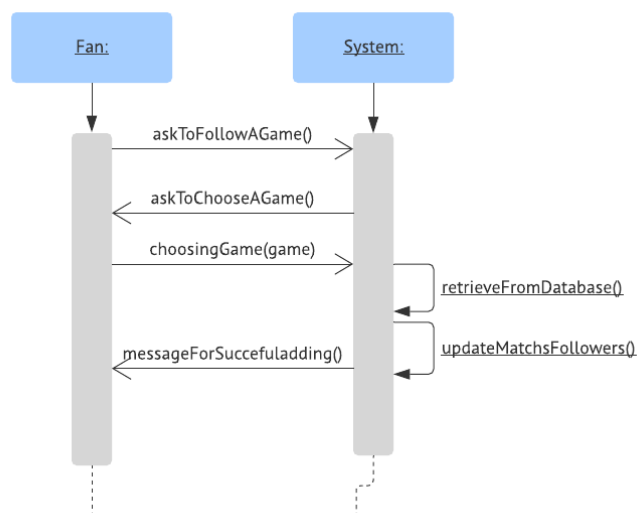 Fan:
System:
askToFollowAGame()
askToChooseAGame()
choosingGame(game)
retrieveFromDatabase()
updateMatchsFollowers()
messageForSuccefuladding()